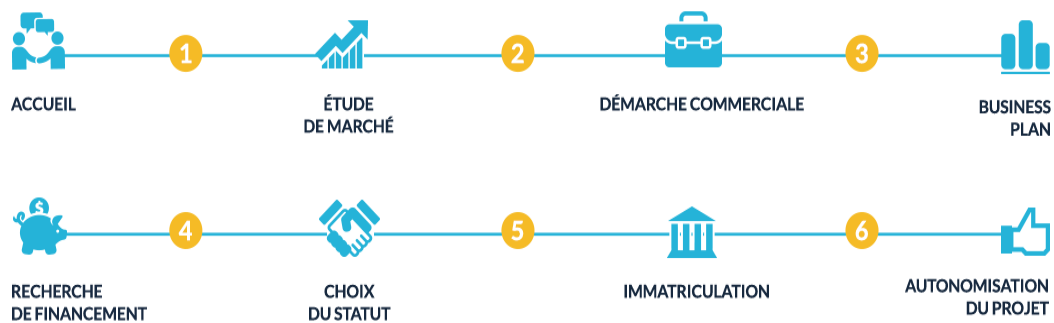 1
2
3
ACCUEIL
ÉTUDE
DE MARCHÉ
DÉMARCHE COMMERCIALE
BUSINESS
PLAN
$
4
5
6
RECHERCHE
DE FINANCEMENT
CHOIX
DU STATUT
IMMATRICULATION
AUTONOMISATION
DU PROJET